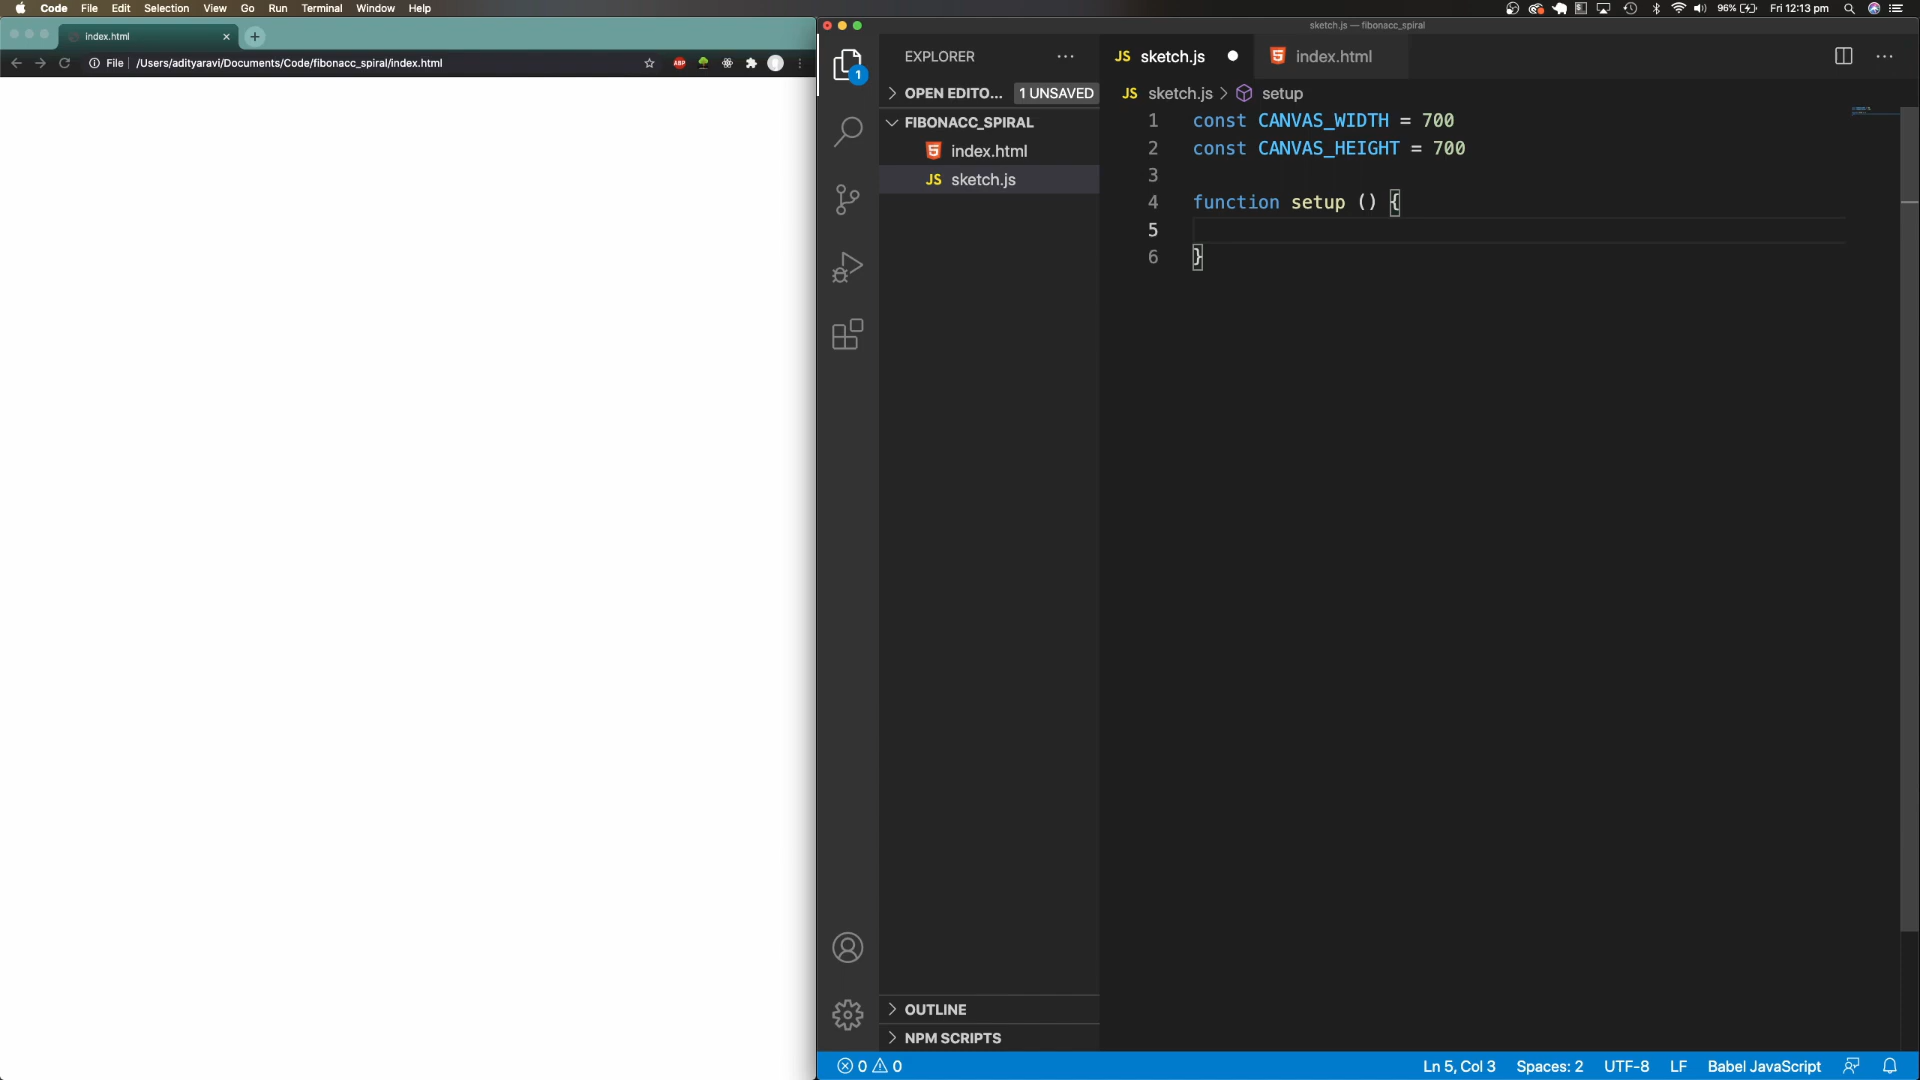 Code File Edit Selection View Go Run Terminal Window Help
96% Fri 12:13 pm
index.html
File /Users/adityaravi/Documents/Code/fibonacc_spiral/index.html
ABP
sketch.js — fibonacc_spiral
1
EXPLORER
OPEN EDITO... 1 UNSAVED
FIBONACC_SPIRAL
index.html
JS sketch.js
OUTLINE
NPM SCRIPTS
JS sketch.js index.html
JS sketch.js > setup
1 const CANVAS_WIDTH = 700
2 const CANVAS_HEIGHT = 700
3
4 function setup () {
5
6 }
0 0 Ln 5, Col 3 Spaces: 2 UTF-8 LF Babel JavaScript